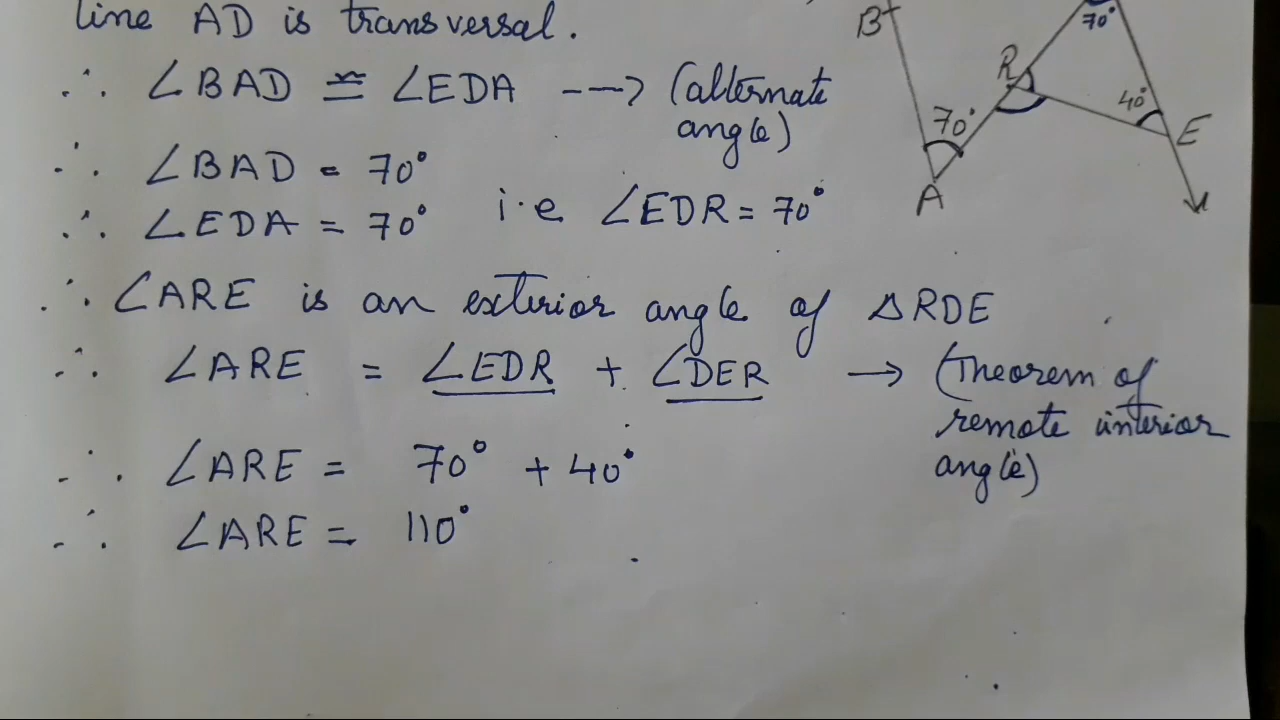 line AD is transversal.
∴ ∠BAD ≅ ∠EDA ---> (alternate
angle)
∴ ∠BAD = 70°
∴ ∠EDA = 70° i.e ∠EDR = 70°
∴ ∠ARE is an exterior angle of △RDE
∴ ∠ARE = ∠EDR + ∠DER → (Theorem of
remote interior
angle)
∴ ∠ARE = 70° + 40°
∴ ∠ARE = 110°
B
70°
R
40°
E
70°
A